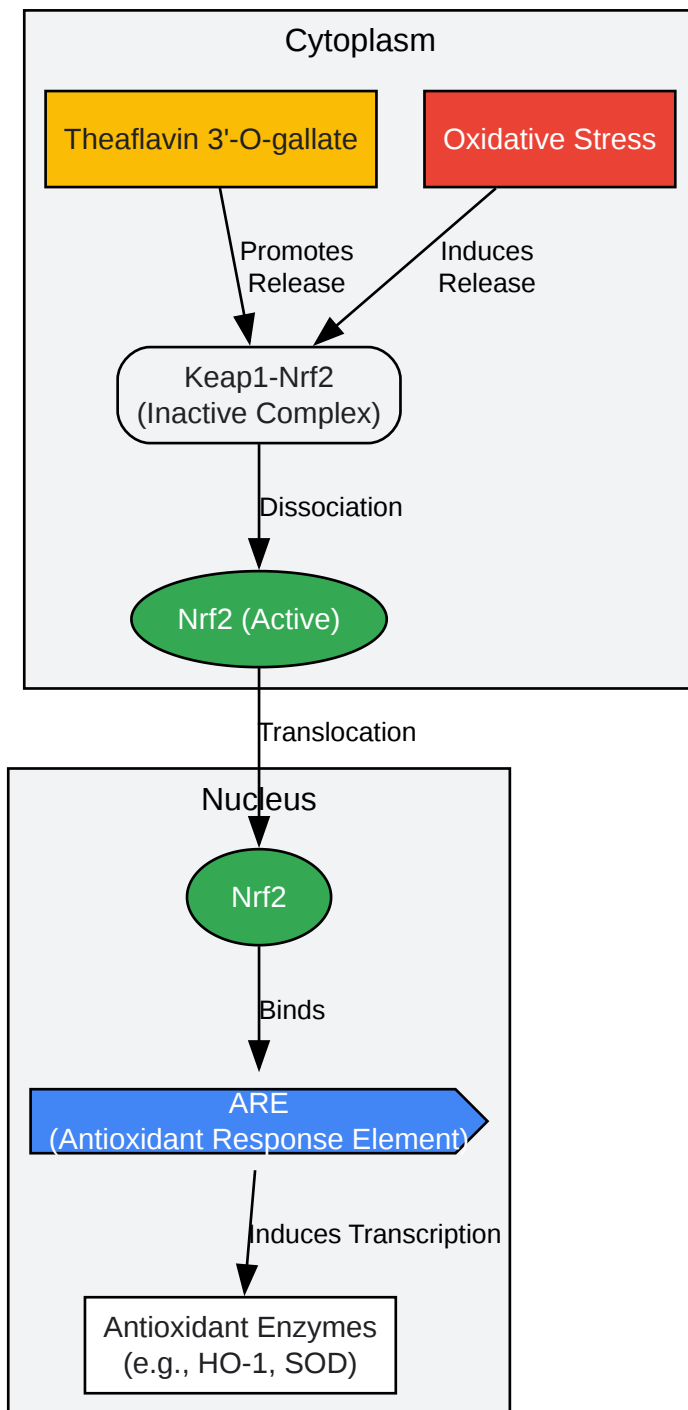 Cytoplasm
Theaflavin 3'-O-gallate
Oxidative Stress
Promotes
Release
Induces
Release
Keap1-Nrf2
(Inactive Complex)
Dissociation
Nrf2 (Active)
Translocation
Nucleus
Nrf2
Binds
ARE
(Antioxidant Response Element)
Induces Transcription
Antioxidant Enzymes
(e.g., HO-1, SOD)